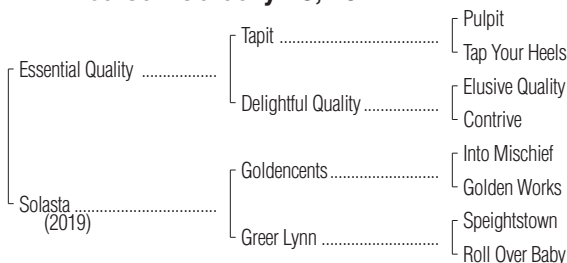 Tapit
Pulpit
Tap Your Heels
Essential Quality
Delightful Quality
Elusive Quality
Contrive
Goldencents
Into Mischief
Golden Works
Solasta
(2019)
Greer Lynn
Speightstown
Roll Over Baby